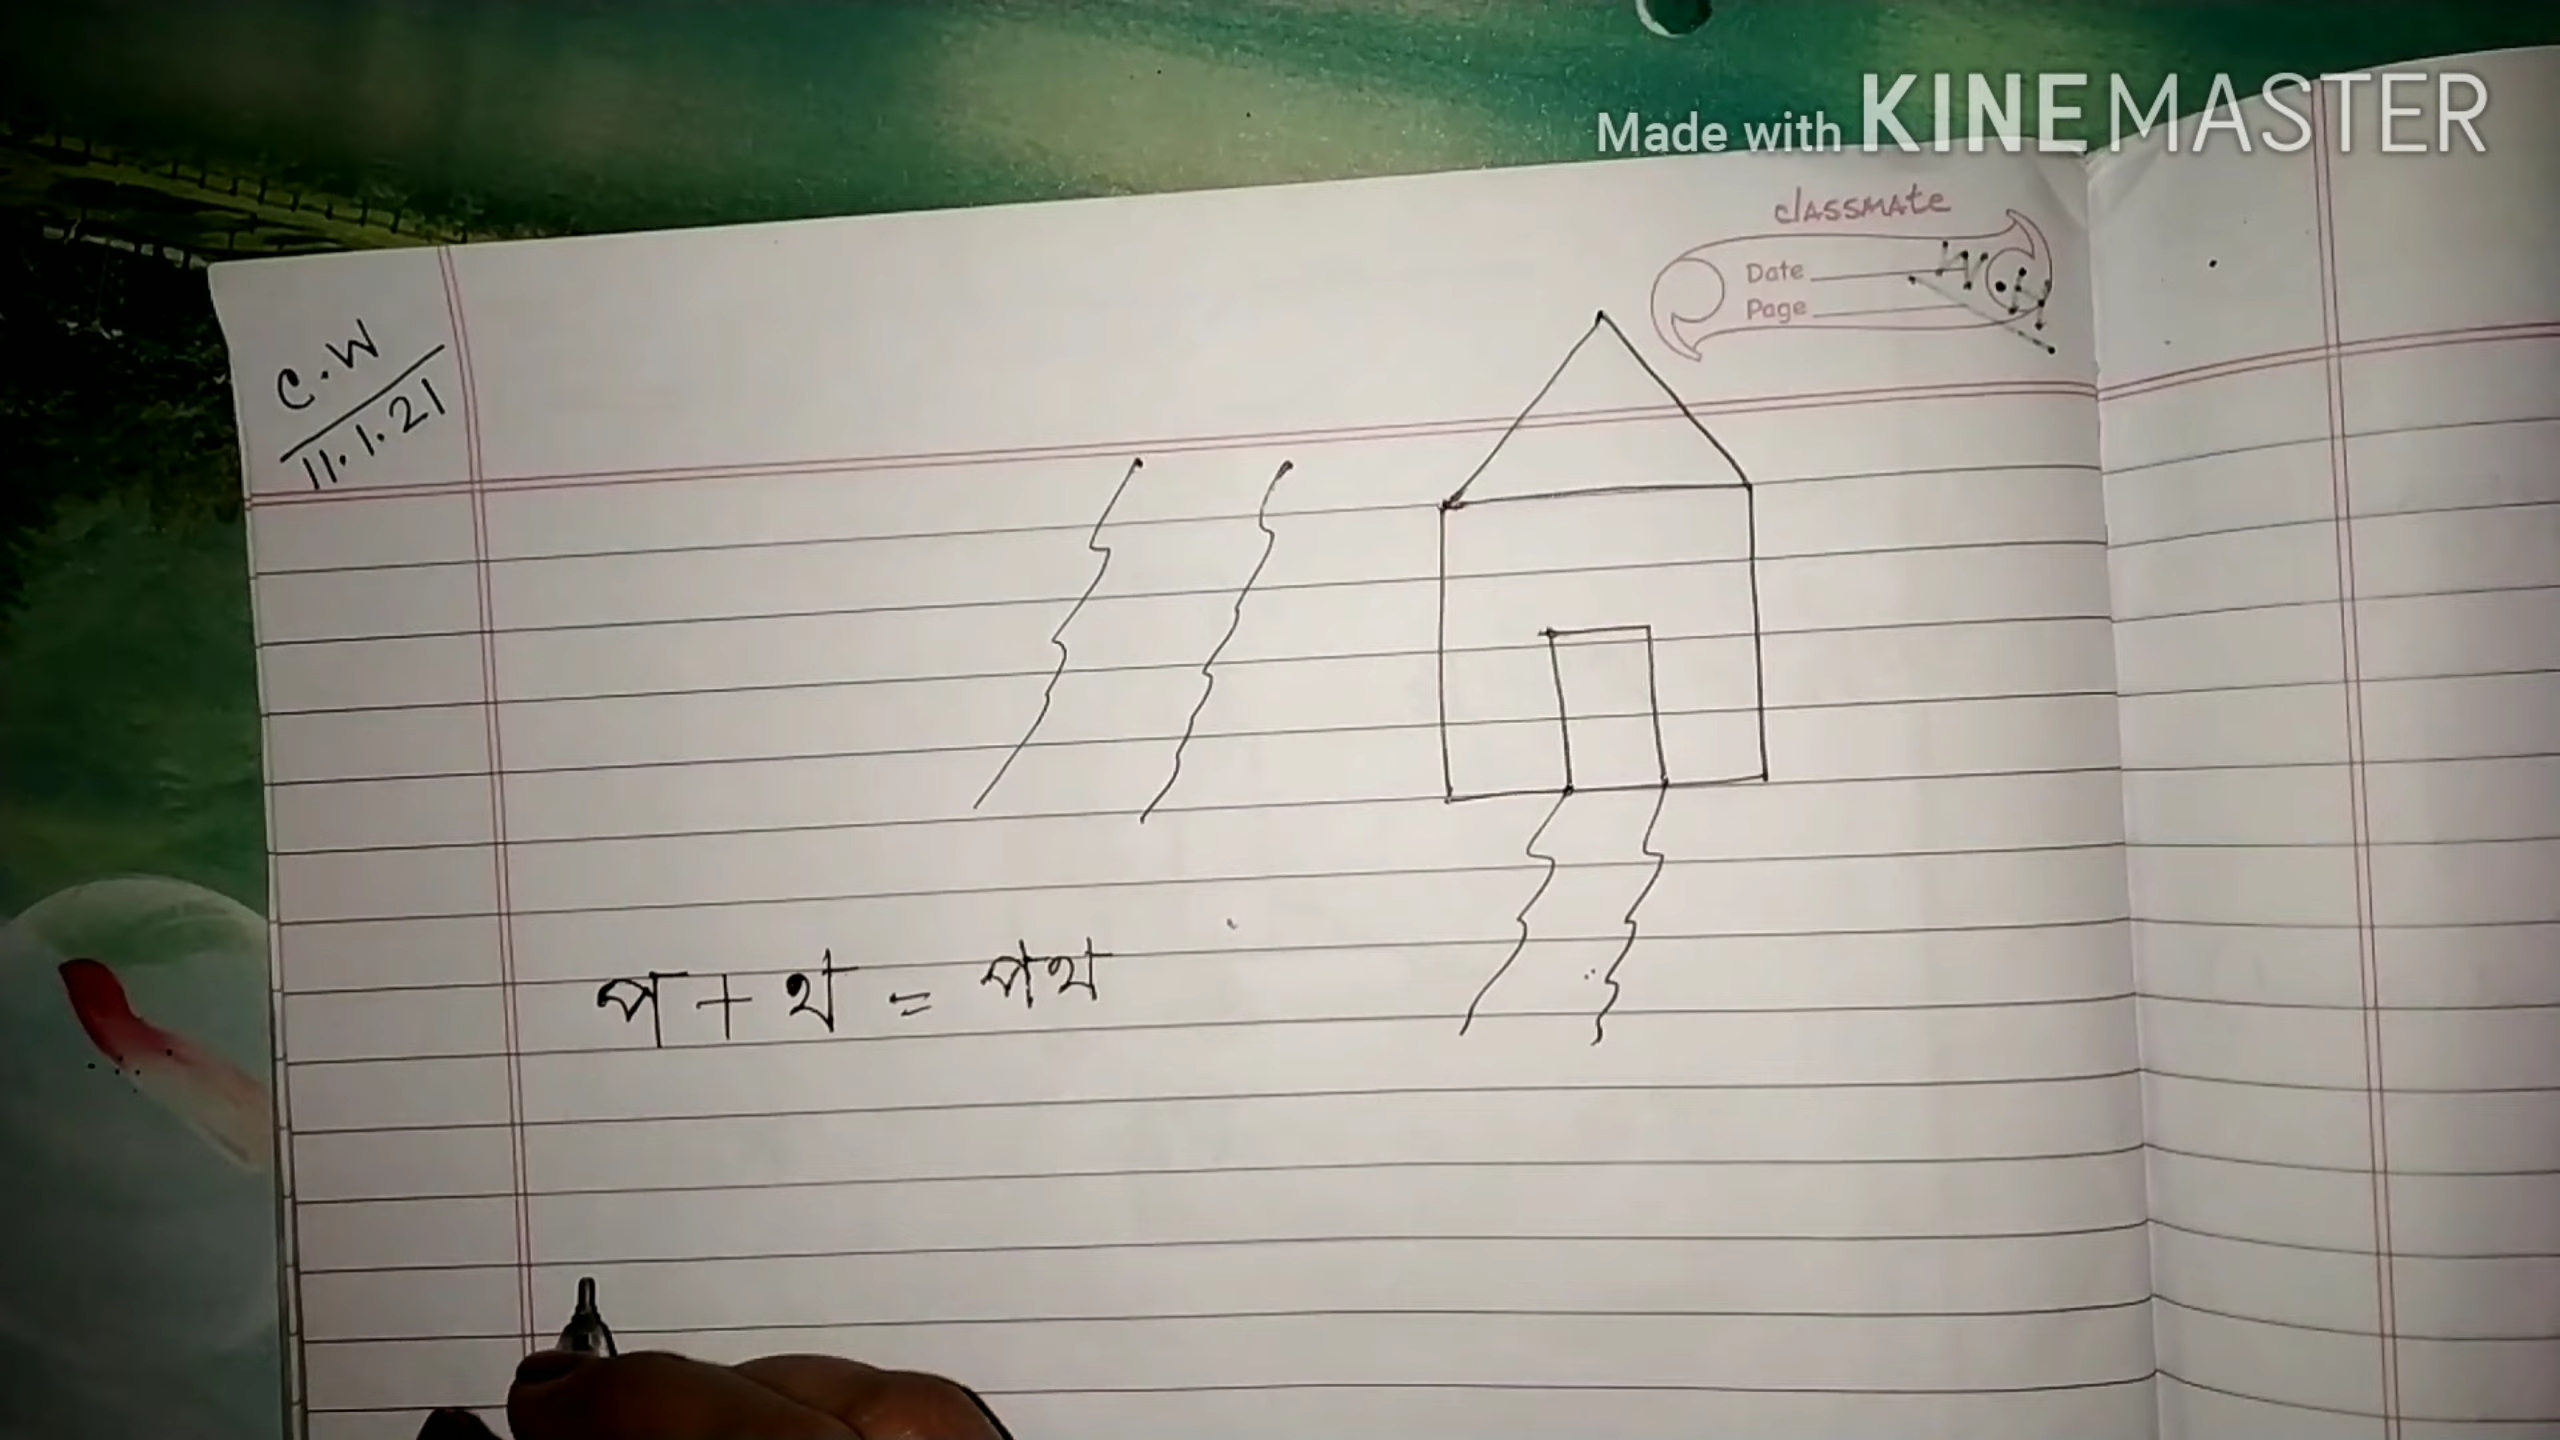 Made with KINEMASTER
classmate
Date
Page
C.W
11.1.21
প + থ = পথ